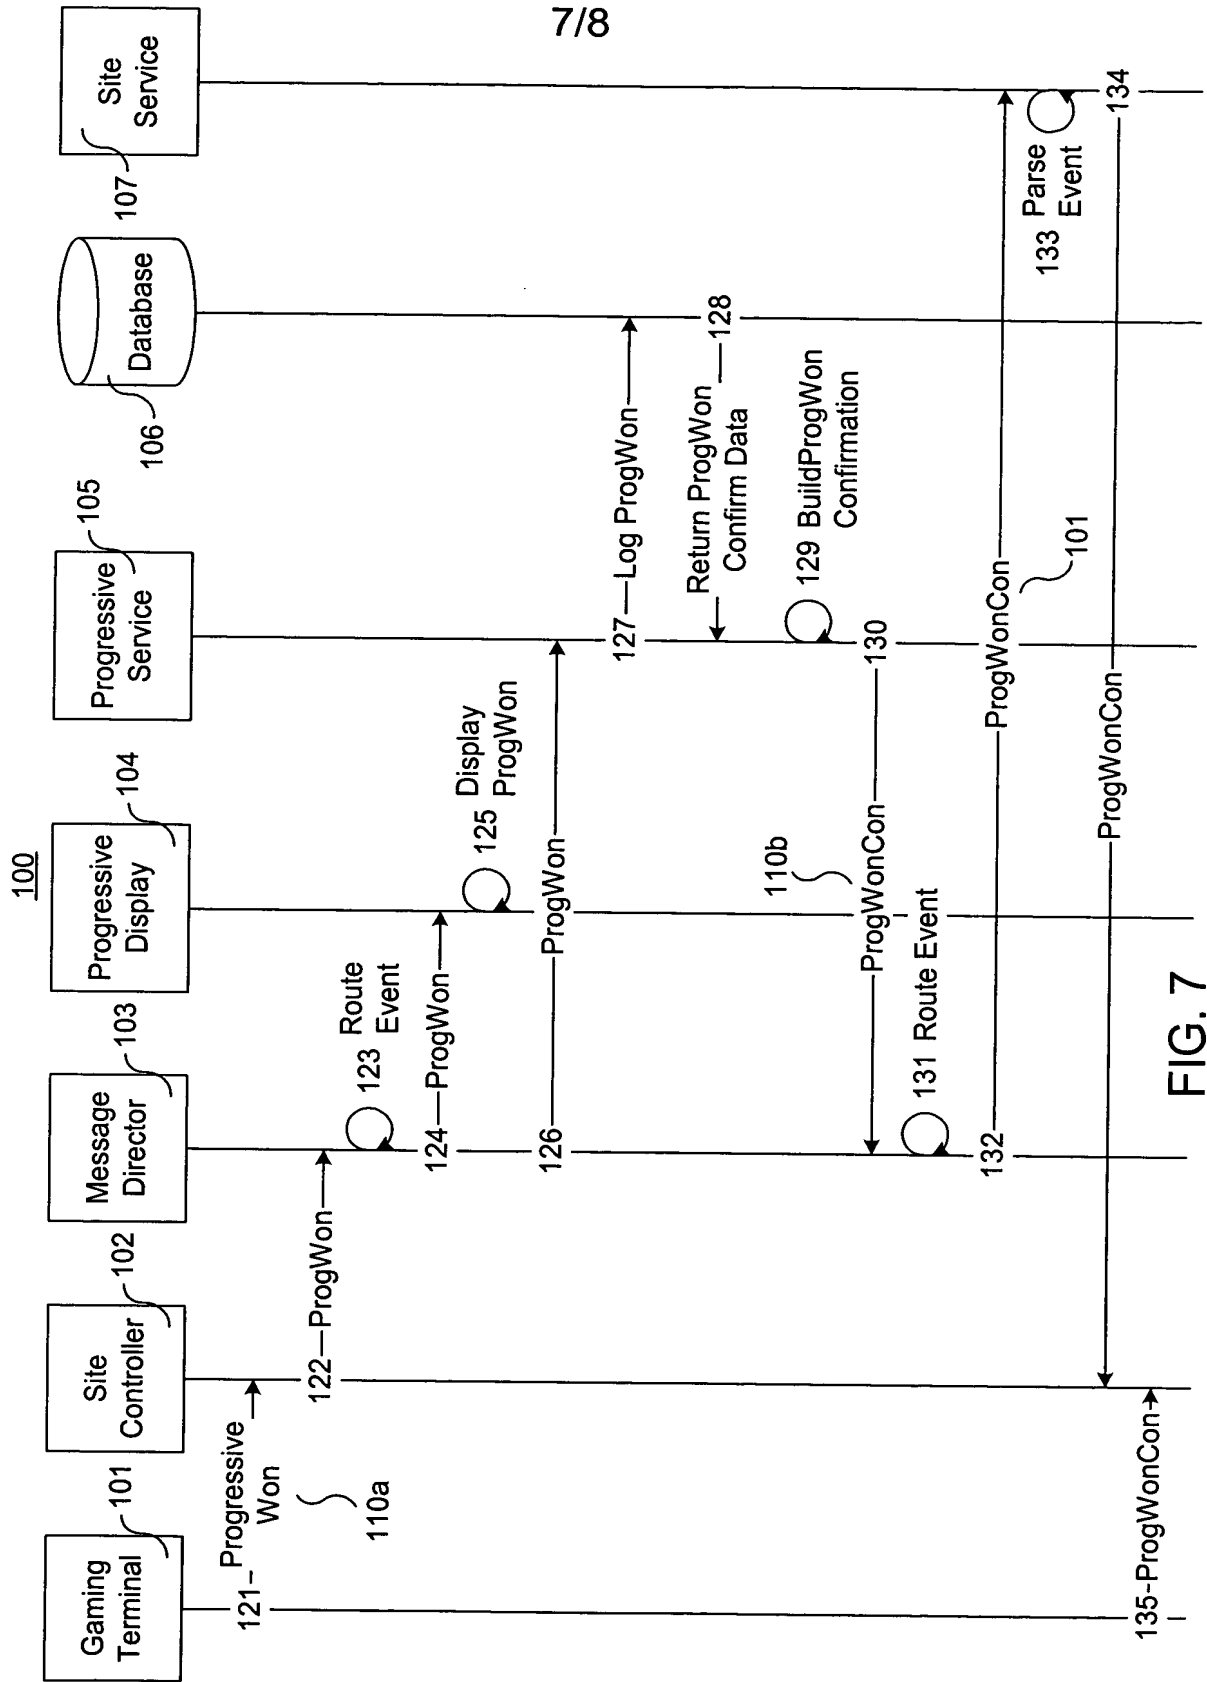 7/8
100
Gaming
Terminal
101
Site
Controller
102
Message
Director
103
Progressive
Display
104
Progressive
Service
105
Database
106
Site
Service
107
121
Progressive
Won
110a
122
ProgWon
123
Route
Event
124
ProgWon
125
Display
ProgWon
126
ProgWon
127
Log ProgWon
128
Return ProgWon
Confirm Data
129 BuildProgWon
Confirmation
130
ProgWonCon
110b
131 Route Event
132
ProgWonCon
101
133
Parse
Event
134
ProgWonCon
135
ProgWonCon
FIG. 7